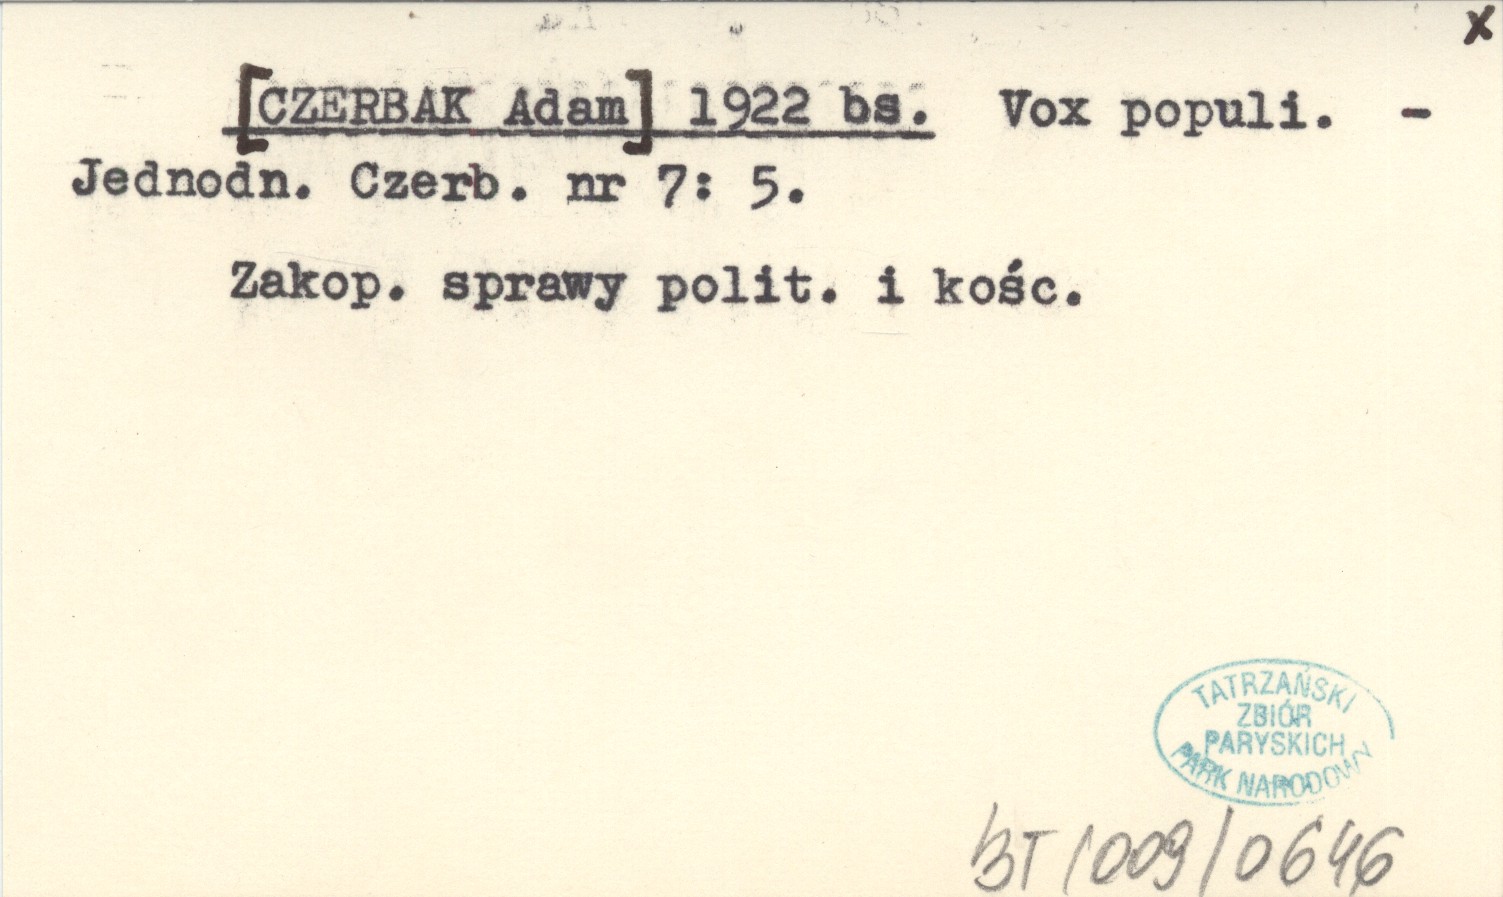 x
[CZERBAK Adam] 1922 bs. Vox populi. -
Jednodn. Czerb. nr 7: 5.
Zakop. sprawy polit. i kośc.
TATRZAŃSKI
ZBIÓR
PARYSKICH
PARK NARODOWY
BT/009/0646